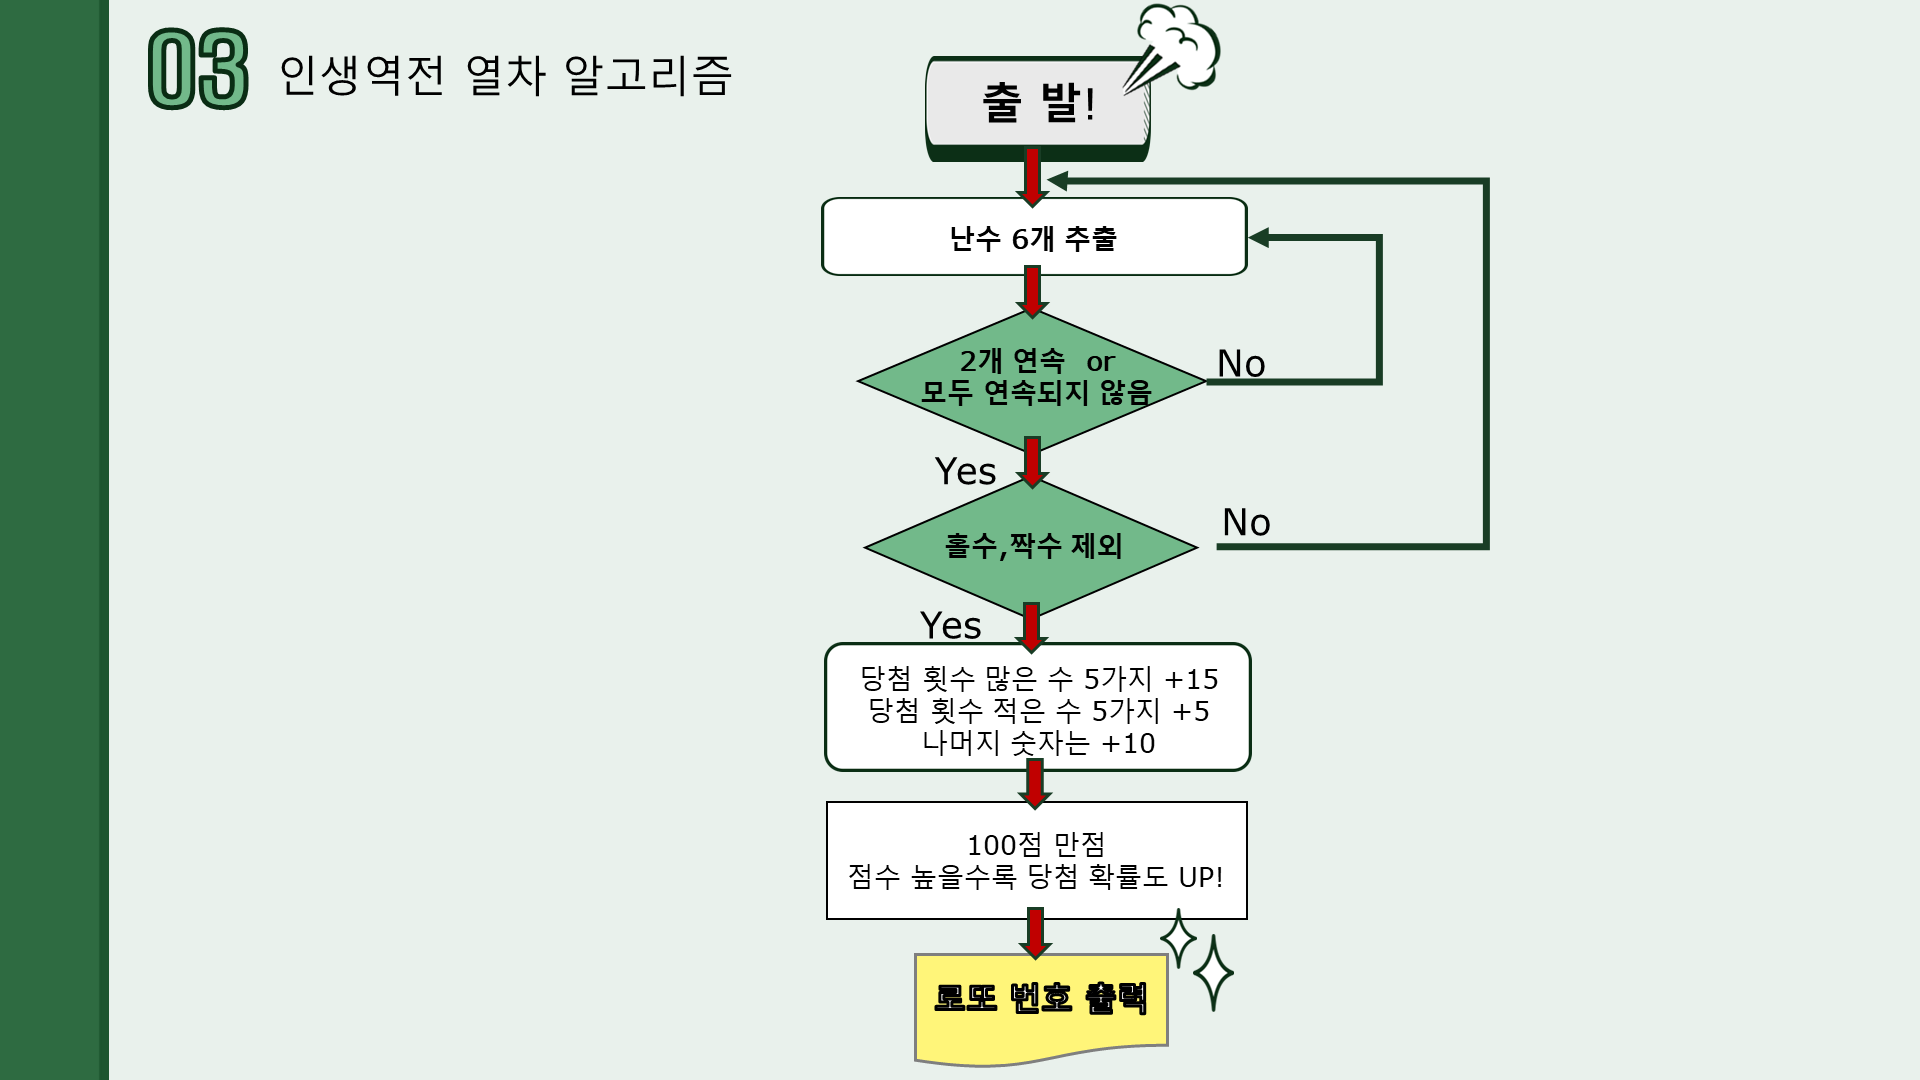 03 인생역전 열차 알고리즘
출 발!
난수 6개 추출
2개 연속 or
모두 연속되지 않음
No
Yes
홀수,짝수 제외
No
Yes
당첨 횟수 많은 수 5가지 +15
당첨 횟수 적은 수 5가지 +5
나머지 숫자는 +10
100점 만점
점수 높을수록 당첨 확률도 UP!
로또 번호 출력